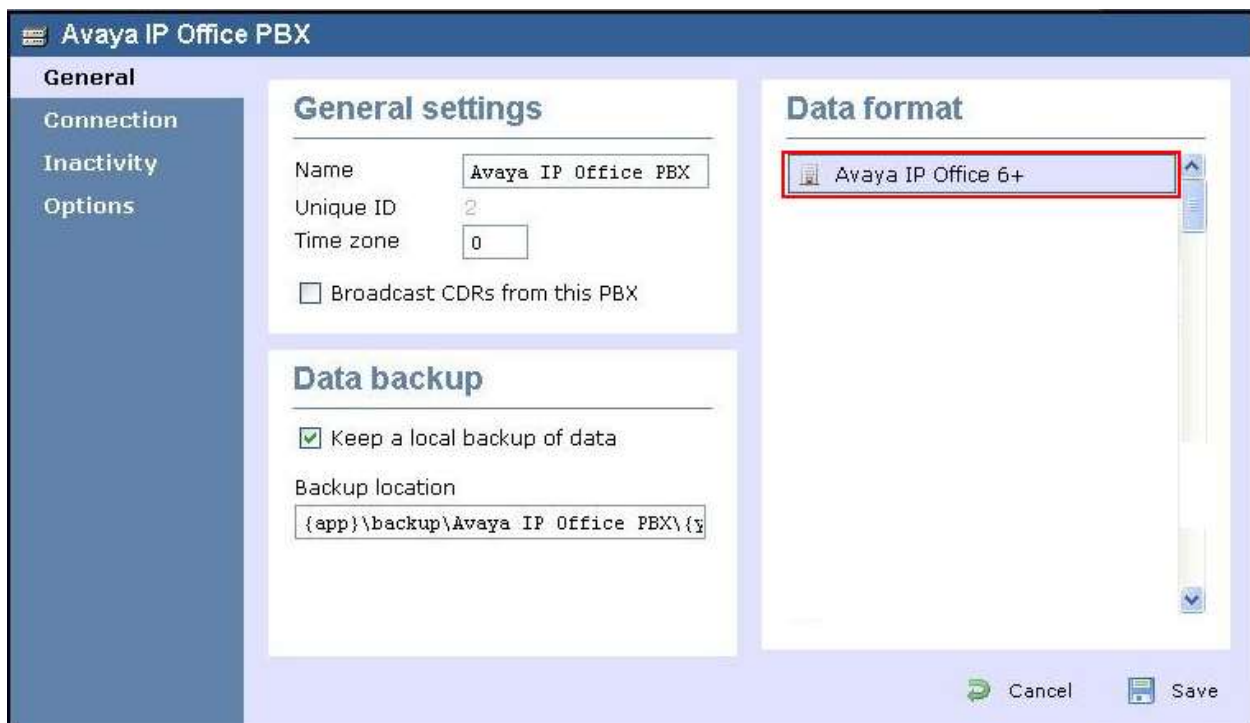 Avaya IP Office PBX
General
Connection
Inactivity
Options
General settings
Name
Avaya IP Office PBX
Unique ID
2
Time zone
0
Broadcast CDRs from this PBX
Data backup
Keep a local backup of data
Backup location
{app}\backup\Avaya IP Office PBX\{y
Data format
Avaya IP Office 6+
Cancel
Save